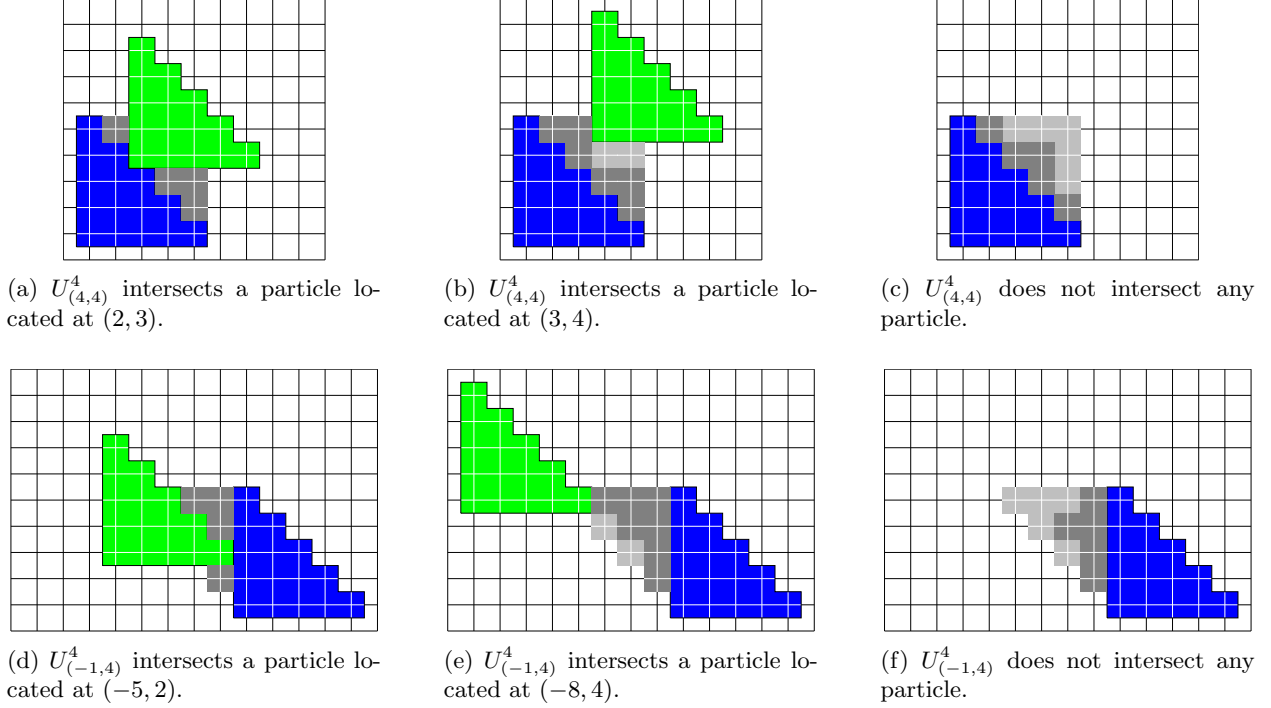 (a) $U^4_{(4,4)}$ intersects a particle lo-
cated at (2, 3).
(b) $U^4_{(4,4)}$ intersects a particle lo-
cated at (3, 4).
(c) $U^4_{(4,4)}$ does not intersect any
particle.
(d) $U^4_{(-1,4)}$ intersects a particle lo-
cated at (−5, 2).
(e) $U^4_{(-1,4)}$ intersects a particle lo-
cated at (−8, 4).
(f) $U^4_{(-1,4)}$ does not intersect any
particle.